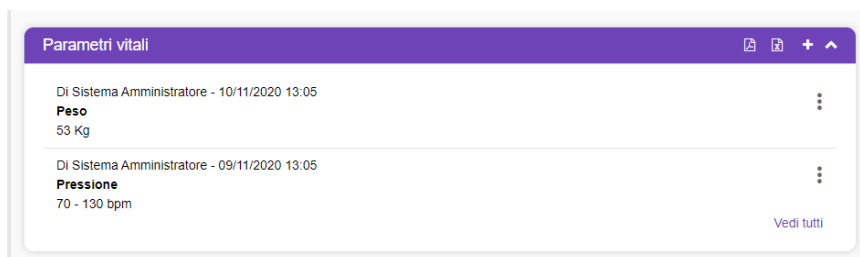 Parametri vitali
Di Sistema Amministratore - 10/11/2020 13:05
Peso
53 Kg
Di Sistema Amministratore - 09/11/2020 13:05
Pressione
70 - 130 bpm
Vedi tutti